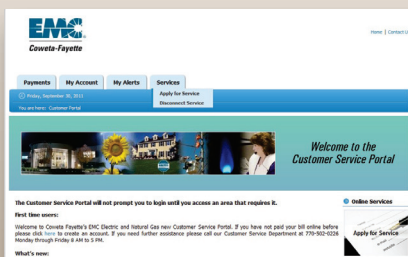 EMC
Coweta-Fayette
Home | Contact U
Payments My Account My Alerts Services
Friday, September 30, 2011
Apply for Service
Disconnect Service
You are here: Customer Portal
Welcome to the
Customer Service Portal
The Customer Service Portal will not prompt you to login until you access an area that requires it.
First time users:
Welcome to Coweta-Fayette's EMC Electric and Natural Gas new Customer Service Portal. If you have not paid your bill online before
please click here to create an account. If you need further assistance please call our Customer Service Department at 770-502-0226
Monday through Friday 8 AM to 5 PM.
What's new:
Online Services
Apply for Service